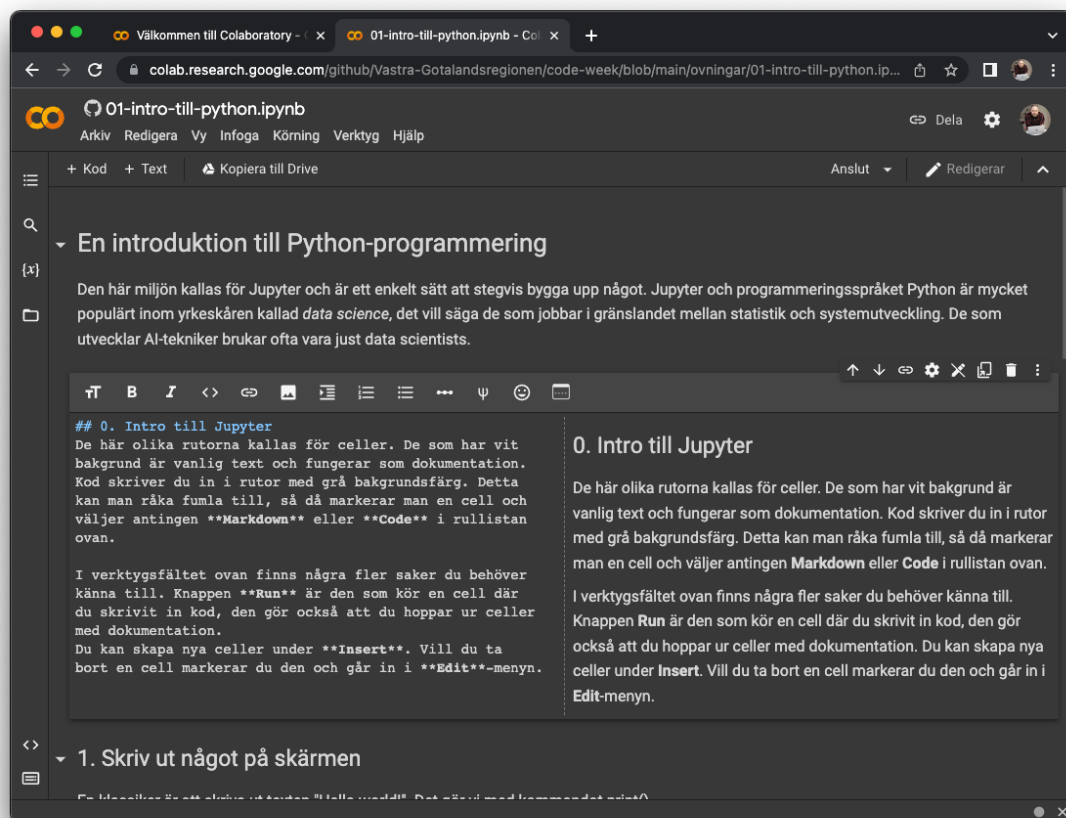 Välkommen till Colaboratory -
01-intro-till-python.ipynb - Col
colab.research.google.com/github/Vastra-Gotalandsregionen/code-week/blob/main/ovningar/01-intro-till-python.ip...
01-intro-till-python.ipynb
Arkiv Redigera Vy Infoga Körning Verktyg Hjälp
Dela
+ Kod + Text Kopiera till Drive
Anslut Redigerar
En introduktion till Python-programmering
Den här miljön kallas för Jupyter och är ett enkelt sätt att stegvis bygga upp något. Jupyter och programmeringsspråket Python är mycket
populärt inom yrkeskåren kallad data science, det vill säga de som jobbar i gränslandet mellan statistik och systemutveckling. De som
utvecklar AI-tekniker brukar ofta vara just data scientists.
## 0. Intro till Jupyter
De här olika rutorna kallas för celler. De som har vit
bakgrund är vanlig text och fungerar som dokumentation.
Kod skriver du in i rutor med grå bakgrundsfärg. Detta
kan man råka fumla till, så då markerar man en cell och
väljer antingen **Markdown** eller **Code** i rullistan
ovan.
I verktygsfältet ovan finns några fler saker du behöver
känna till. Knappen **Run** är den som kör en cell där
du skrivit in kod, den gör också att du hoppar ur celler
med dokumentation.
Du kan skapa nya celler under **Insert**. Vill du ta
bort en cell markerar du den och går in i **Edit**-menyn.
0. Intro till Jupyter
De här olika rutorna kallas för celler. De som har vit bakgrund är
vanlig text och fungerar som dokumentation. Kod skriver du in i rutor
med grå bakgrundsfärg. Detta kan man råka fumla till, så då markerar
man en cell och väljer antingen Markdown eller Code i rullistan ovan.
I verktygsfältet ovan finns några fler saker du behöver känna till.
Knappen Run är den som kör en cell där du skrivit in kod, den gör
också att du hoppar ur celler med dokumentation. Du kan skapa nya
celler under Insert. Vill du ta bort en cell markerar du den och går in i
Edit-menyn.
1. Skriv ut något på skärmen
En klassiker är att skriva ut texten "Hello world!". Det gör vi med kommandot print()